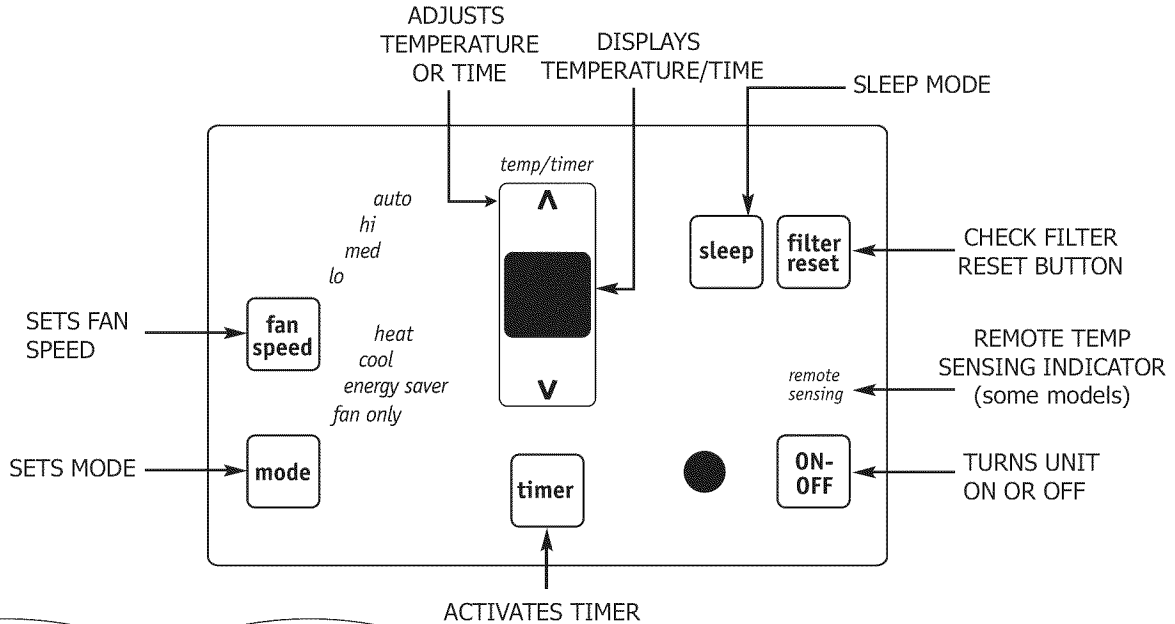 ADJUSTS
TEMPERATURE
OR TIME
DISPLAYS
TEMPERATURE/TIME
SLEEP MODE
temp/timer
∧
auto
hi
med
lo
sleep
filter
reset
CHECK FILTER
RESET BUTTON
SETS FAN
SPEED
fan
speed
heat
cool
energy saver
fan only
∨
remote
sensing
REMOTE TEMP
SENSING INDICATOR
(some models)
SETS MODE
mode
timer
ON-
OFF
TURNS UNIT
ON OR OFF
ACTIVATES TIMER